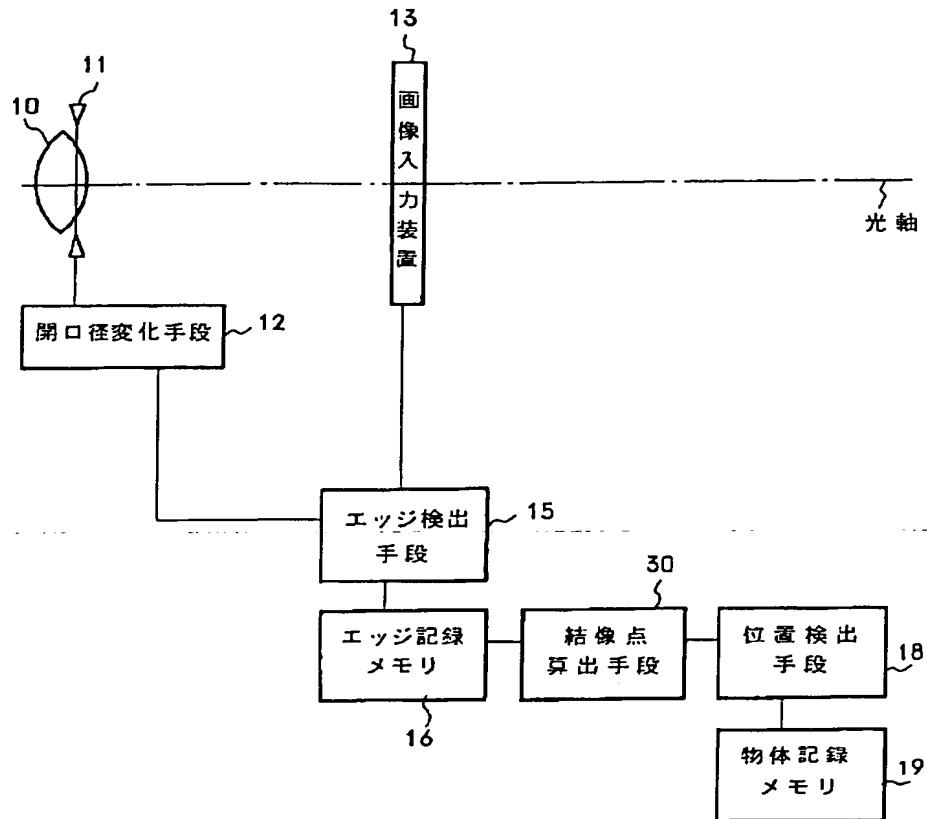 13
11
10
画像入力装置
光軸
開口径変化手段
12
エッジ検出
手段
15
30
エッジ記録
メモリ
結像点
算出手段
位置検出
手段
18
16
物体記録
メモリ
19